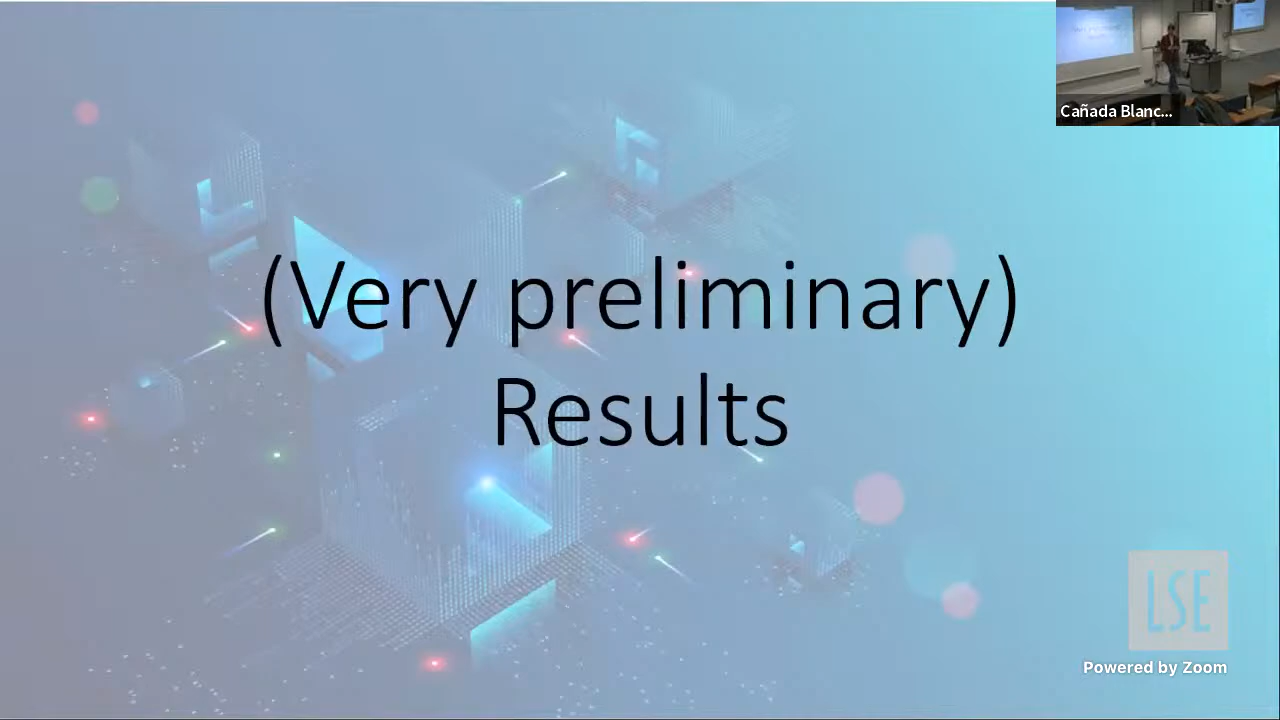 Cañada Blanc...
(Very preliminary)
Results
LSE
Powered by Zoom